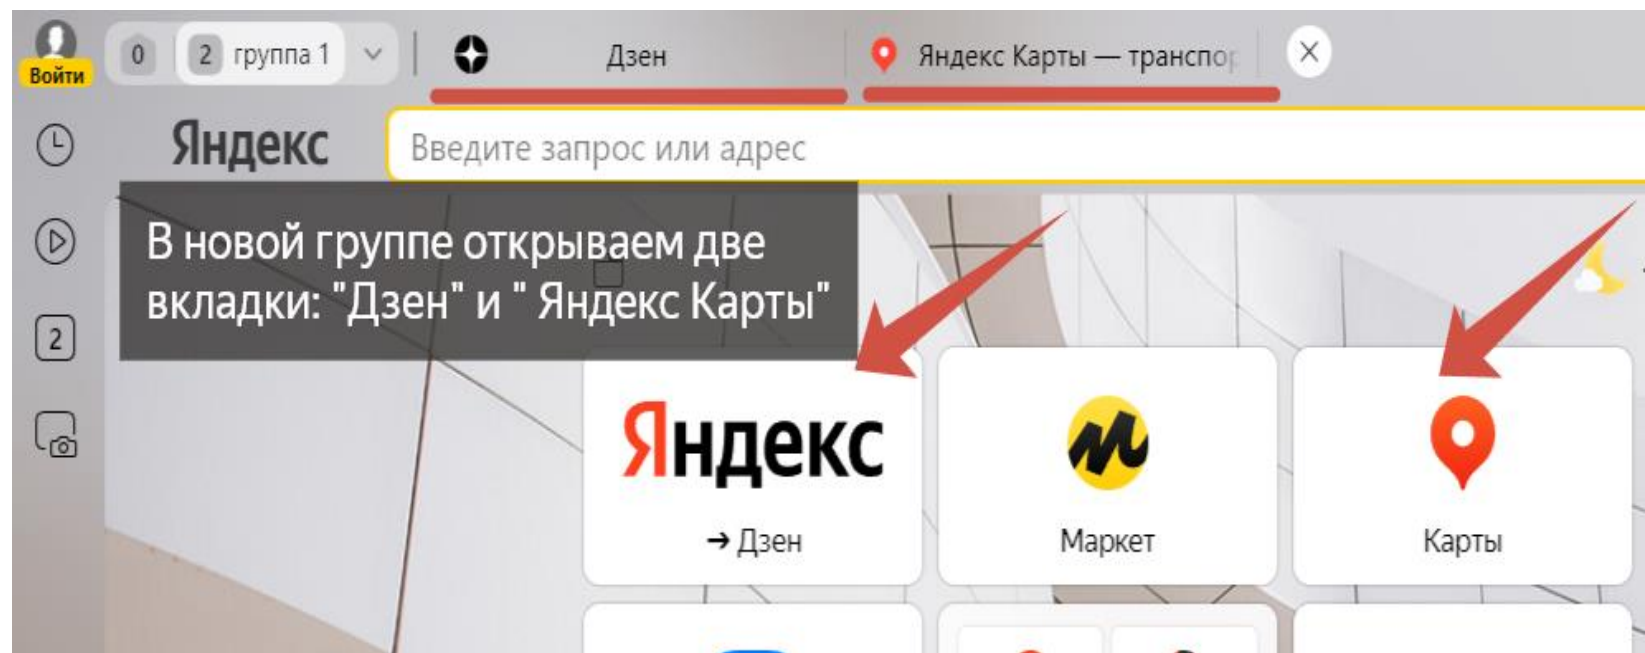 Войти
0
2 группа 1
Дзен
Яндекс Карты — транспор
Яндекс
Введите запрос или адрес
В новой группе открываем две
вкладки: "Дзен" и " Яндекс Карты"
2
Яндекс
→ Дзен
Маркет
Карты